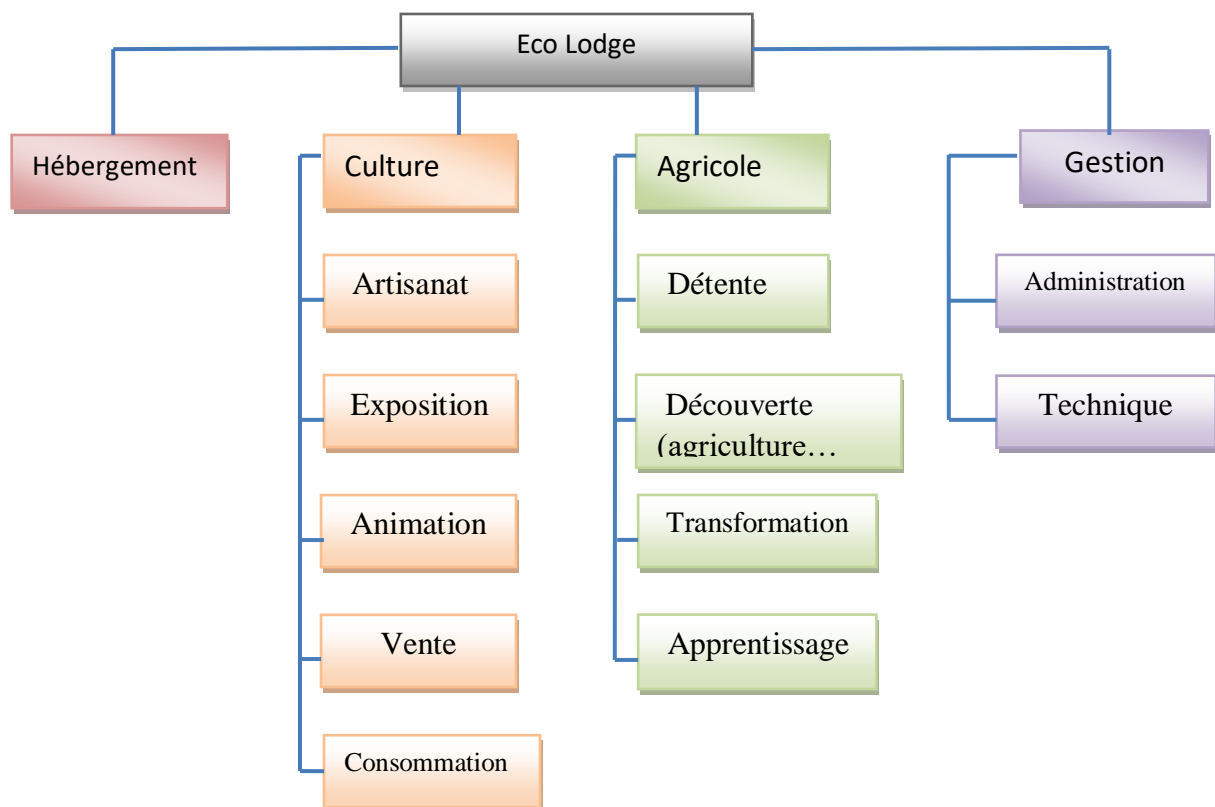 Eco Lodge
Hébergement
Culture
Agricole
Gestion
Artisanat
Détente
Administration
Exposition
Découverte
(agriculture…
Technique
Animation
Transformation
Vente
Apprentissage
Consommation